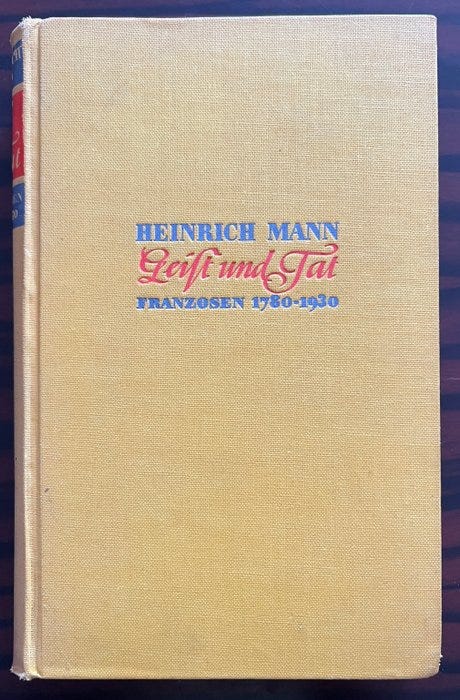 HEINRICH MANN
Geist und Tat
FRANZOSEN 1780-1930